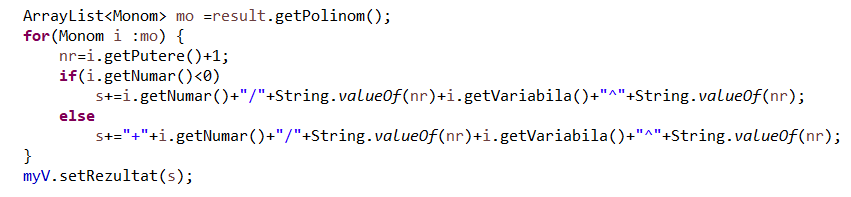 ArrayList<Monom> mo =result.getPolinom();
for(Monom i :mo) {
    nr=i.getPutere()+1;
    if(i.getNumar()<0)
        s+=i.getNumar()+"/"+String.valueOf(nr)+i.getVariabila()+"^"+String.valueOf(nr);
    else
        s+="+"+i.getNumar()+"/"+String.valueOf(nr)+i.getVariabila()+"^"+String.valueOf(nr);
}
myV.setRezultat(s);